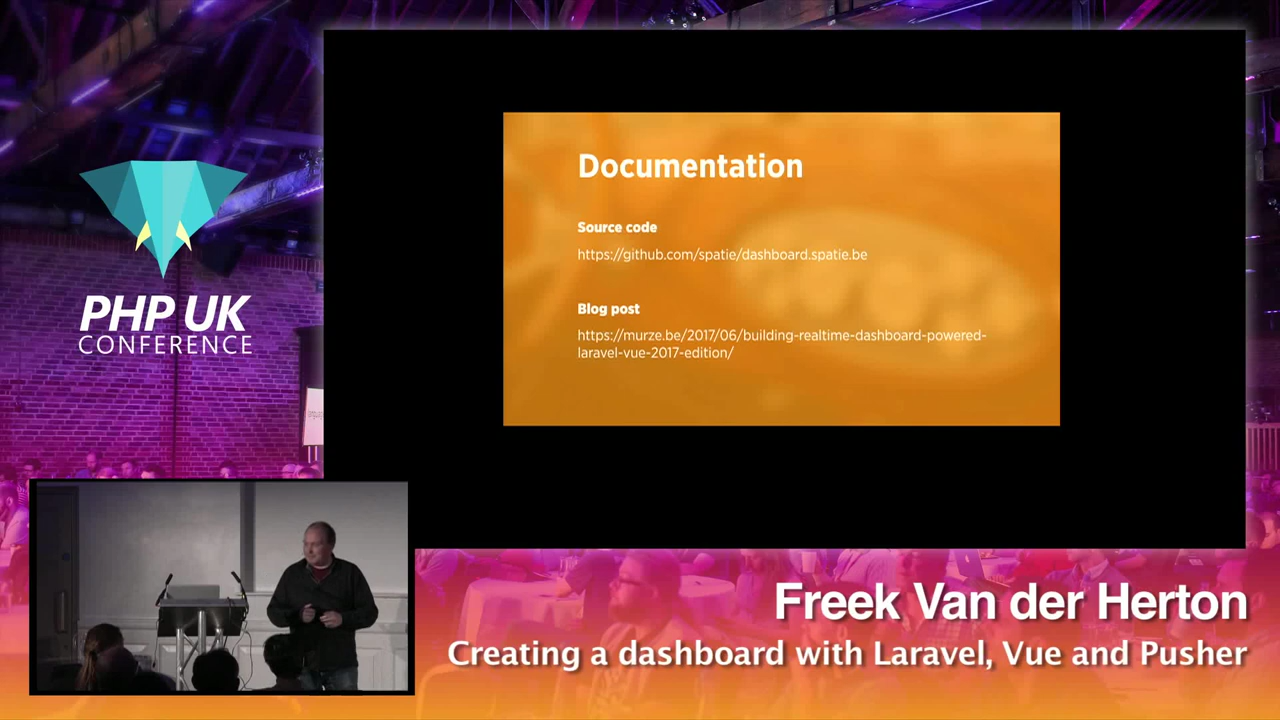 PHP UK
CONFERENCE
Documentation
Source code
https://github.com/spatie/dashboard.spatie.be
Blog post
https://murze.be/2017/06/building-realtime-dashboard-powered-
laravel-vue-2017-edition/
Freek Van der Herton
Creating a dashboard with Laravel, Vue and Pusher